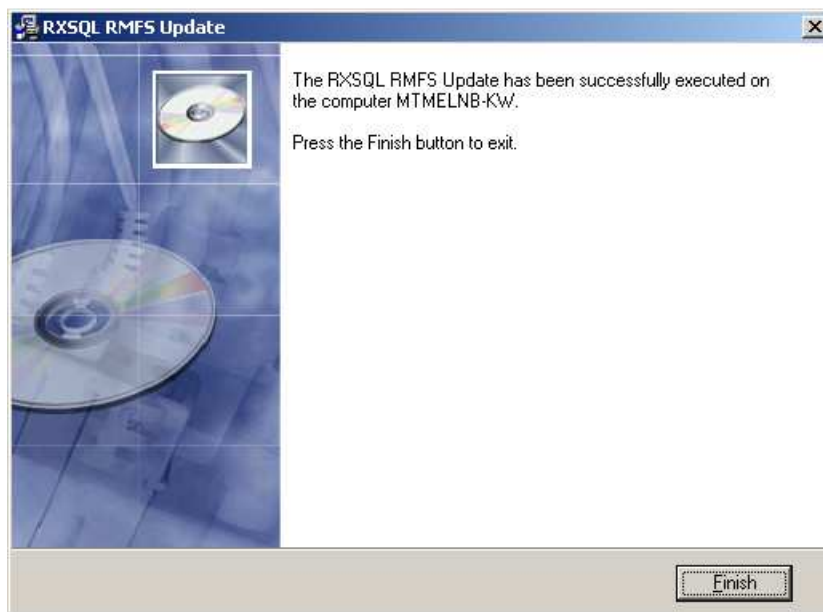 RXSQL RMFS Update
The RXSQL RMFS Update has been successfully executed on
the computer MTMELNB-KW.
Press the Finish button to exit.
Finish